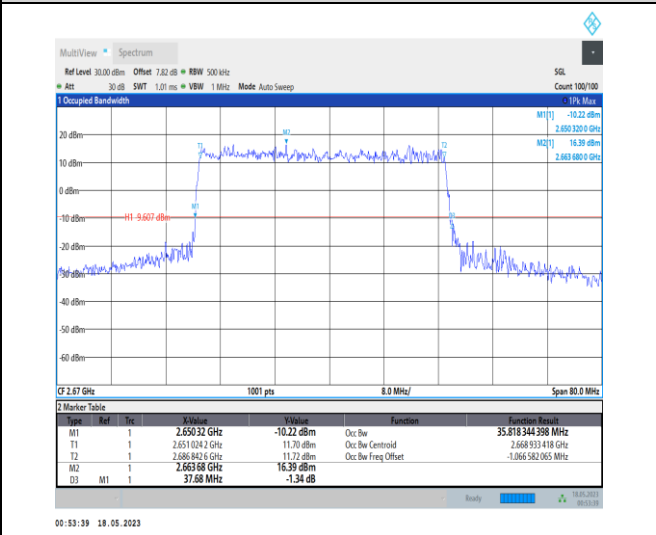 MultiView Spectrum
Ref Level 30.00 dBm Offset 7.82 dB RBW 500 kHz SGL
Att 30 dB SWT 1.01 ms VBW 1 MHz Mode Auto Sweep Count 100/100
1 Occupied Bandwidth 1Pk Max
M1[1] -10.22 dBm
2.650 320 0 GHz
M2[1] 16.39 dBm
2.663 680 0 GHz
20 dBm
M2
T1
T2
10 dBm
0 dBm
M1
-10 dBm
H1 -9.607 dBm
-20 dBm
-30 dBm
-40 dBm
-50 dBm
-60 dBm
CF 2.67 GHz 1001 pts 8.0 MHz/ Span 80.0 MHz
2 Marker Table
Type Ref Trc X-Value Y-Value Function Function Result
M1 1 2.65032 GHz -10.22 dBm Occ Bw 35.818 344 398 MHz
T1 1 2.651 024 2 GHz 11.70 dBm Occ Bw Centroid 2.668 933 418 GHz
T2 1 2.686 842 6 GHz 11.72 dBm Occ Bw Freq Offset -1.066 582 065 MHz
M2 1 2.663 68 GHz 16.39 dBm
D3 M1 1 37.68 MHz -1.34 dB
Ready 18.05.2023
00:53:39
00:53:39 18.05.2023